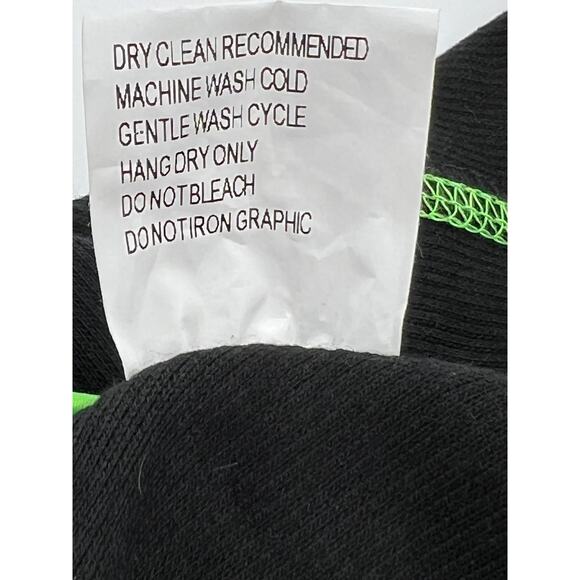 DRY CLEAN RECOMMENDED
MACHINE WASH COLD
GENTLE WASH CYCLE
HANG DRY ONLY
DO NOT BLEACH
DO NOT IRON GRAPHIC